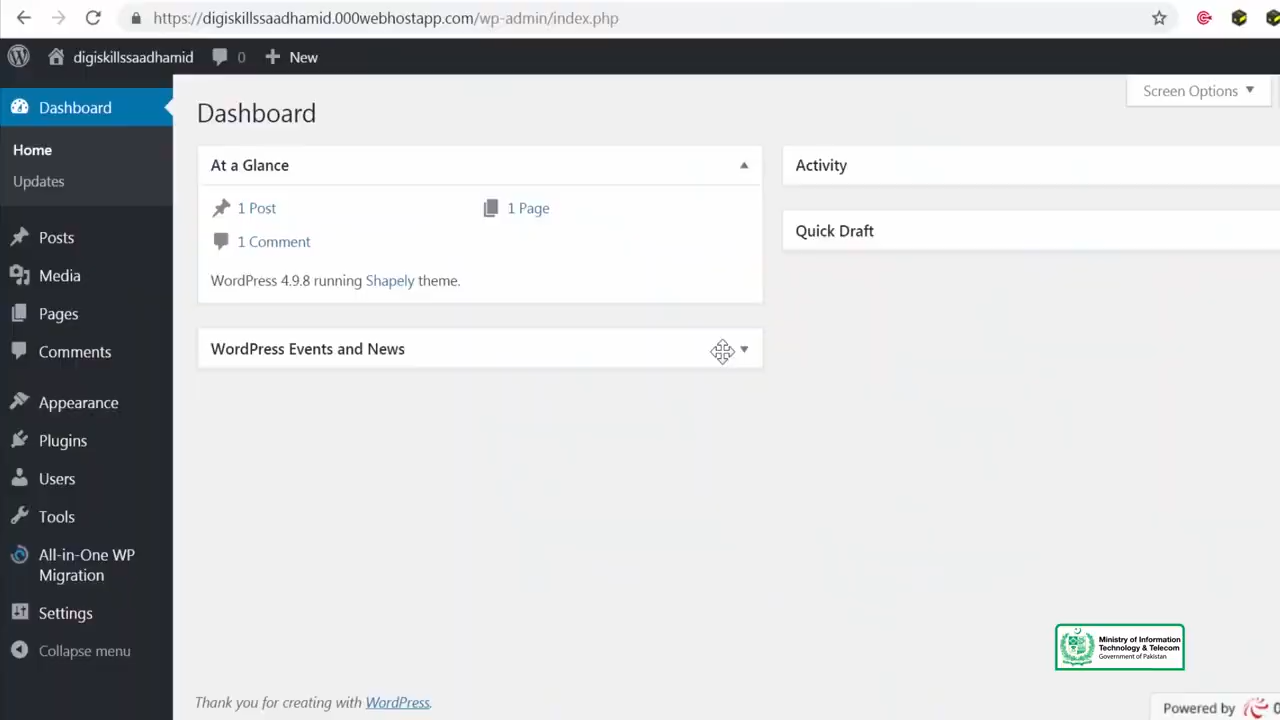 https://digiskillssaadhamid.000webhostapp.com/wp-admin/index.php
digiskillssaadhamid
0
New
Screen Options
Dashboard
Home
Updates
Posts
Media
Pages
Comments
Appearance
Plugins
Users
Tools
All-in-One WP
Migration
Settings
Collapse menu
Dashboard
At a Glance
1 Post
1 Page
1 Comment
WordPress 4.9.8 running Shapely theme.
WordPress Events and News
Activity
Quick Draft
Ministry of Information
Technology & Telecom
Government of Pakistan
Thank you for creating with WordPress.
Powered by